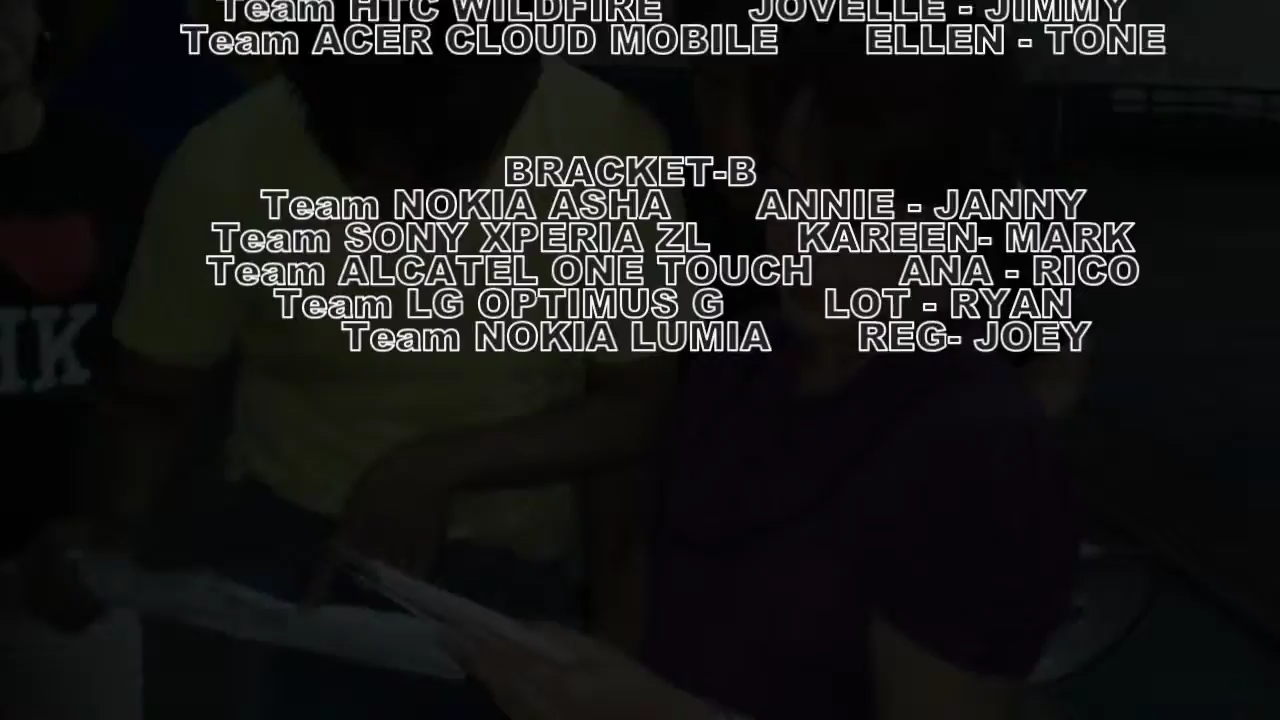 Team HTC WILDFIRE JOVELLE - JIMMY
Team ACER CLOUD MOBILE ELLEN - TONE
BRACKET-B
Team NOKIA ASHA ANNIE - JANNY
Team SONY XPERIA ZL KAREEN- MARK
Team ALCATEL ONE TOUCH ANA - RICO
Team LG OPTIMUS G LOT - RYAN
Team NOKIA LUMIA REG- JOEY
HK